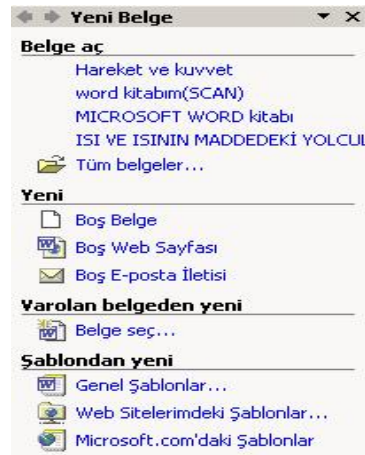 Yeni Belge
Belge aç
Hareket ve kuvvet
word kitabım(SCAN)
MICROSOFT WORD kitabı
ISI VE ISININ MADDEDEKİ YOLCUL
Tüm belgeler...
Yeni
Boş Belge
Boş Web Sayfası
Boş E-posta İletisi
Varolan belgeden yeni
Belge seç...
Şablondan yeni
Genel Şablonlar...
Web Sitelerimdeki Şablonlar...
Microsoft.com'daki Şablonlar